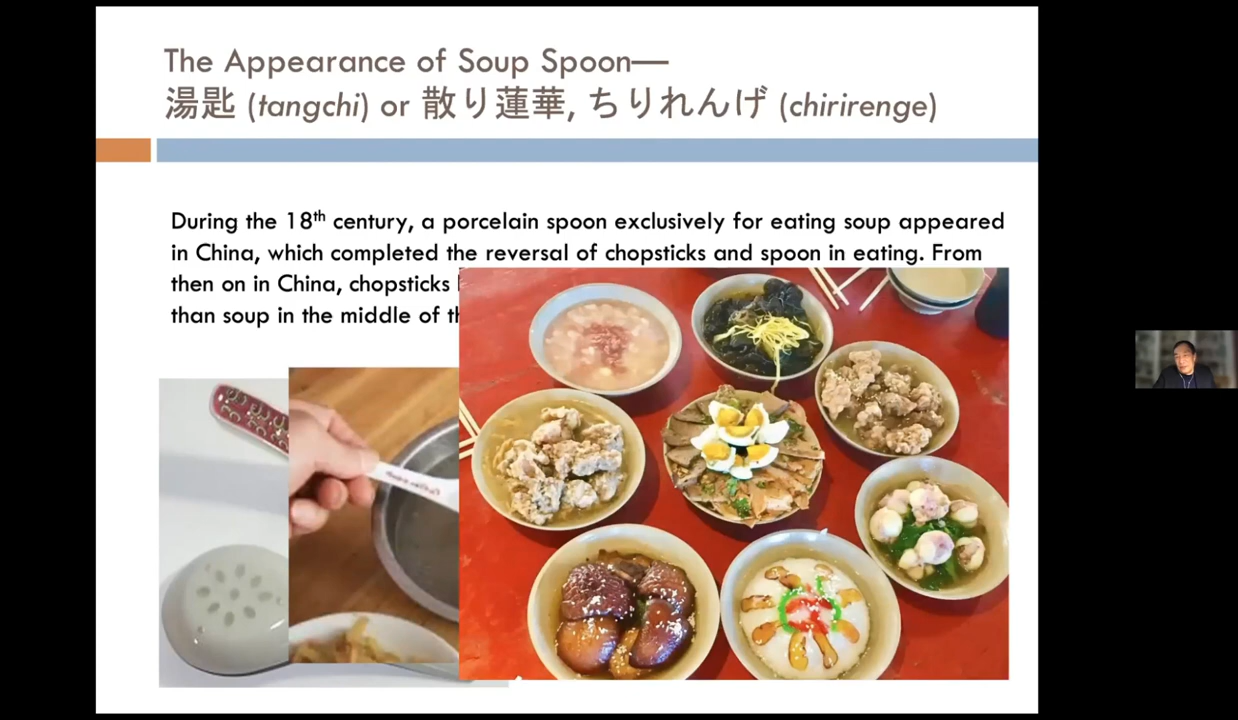 The Appearance of Soup Spoon—
湯匙 (tangchi) or 散り蓮華, ちりれんげ (chirirenge)
During the 18th century, a porcelain spoon exclusively for eating soup appeared
in China, which completed the reversal of chopsticks and spoon in eating. From
then on in China, chopsticks
than soup in the middle of